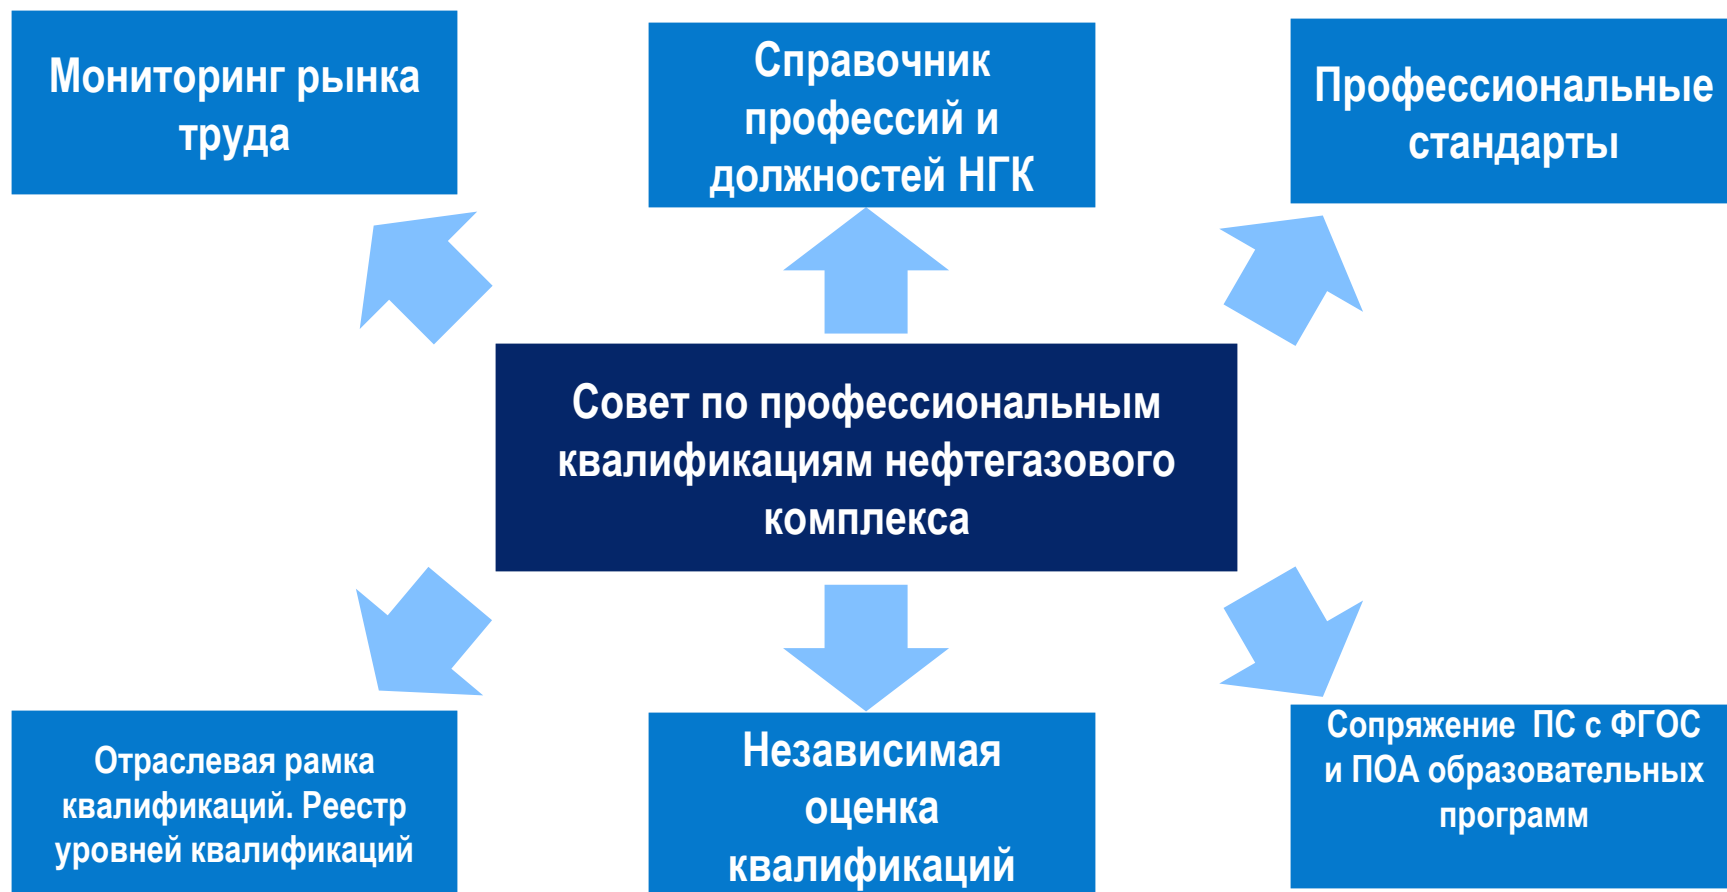 Мониторинг рынка
труда
Справочник
профессий и
должностей НГК
Профессиональные
стандарты
Совет по профессиональным
квалификациям нефтегазового
комплекса
Отраслевая рамка
квалификаций. Реестр
уровней квалификаций
Независимая
оценка
квалификаций
Сопряжение ПС с ФГОС
и ПОА образовательных
программ